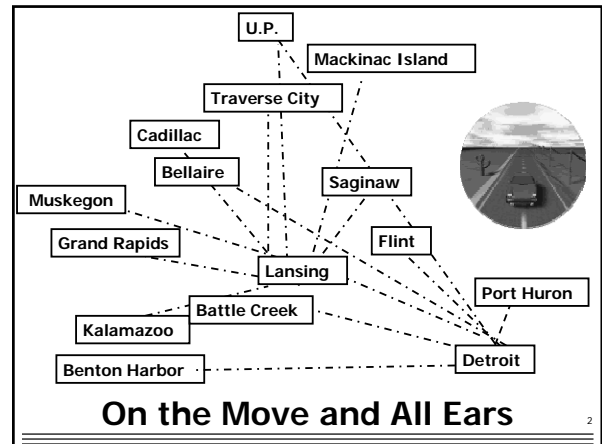 U.P.
Mackinac Island
Traverse City
Cadillac
Bellaire
Saginaw
Muskegon
Flint
Grand Rapids
Lansing
Port Huron
Battle Creek
Kalamazoo
Detroit
Benton Harbor
On the Move and All Ears
2